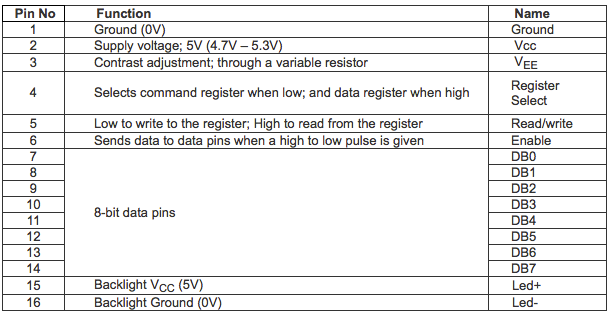 Pin No Function Name
1 Ground (0V) Ground
2 Supply voltage; 5V (4.7V – 5.3V) Vcc
3 Contrast adjustment; through a variable resistor VEE
4 Selects command register when low; and data register when high Register Select
5 Low to write to the register; High to read from the register Read/write
6 Sends data to data pins when a high to low pulse is given Enable
7 8-bit data pins DB0
8 DB1
9 DB2
10 DB3
11 DB4
12 DB5
13 DB6
14 DB7
15 Backlight VCC (5V) Led+
16 Backlight Ground (0V) Led-